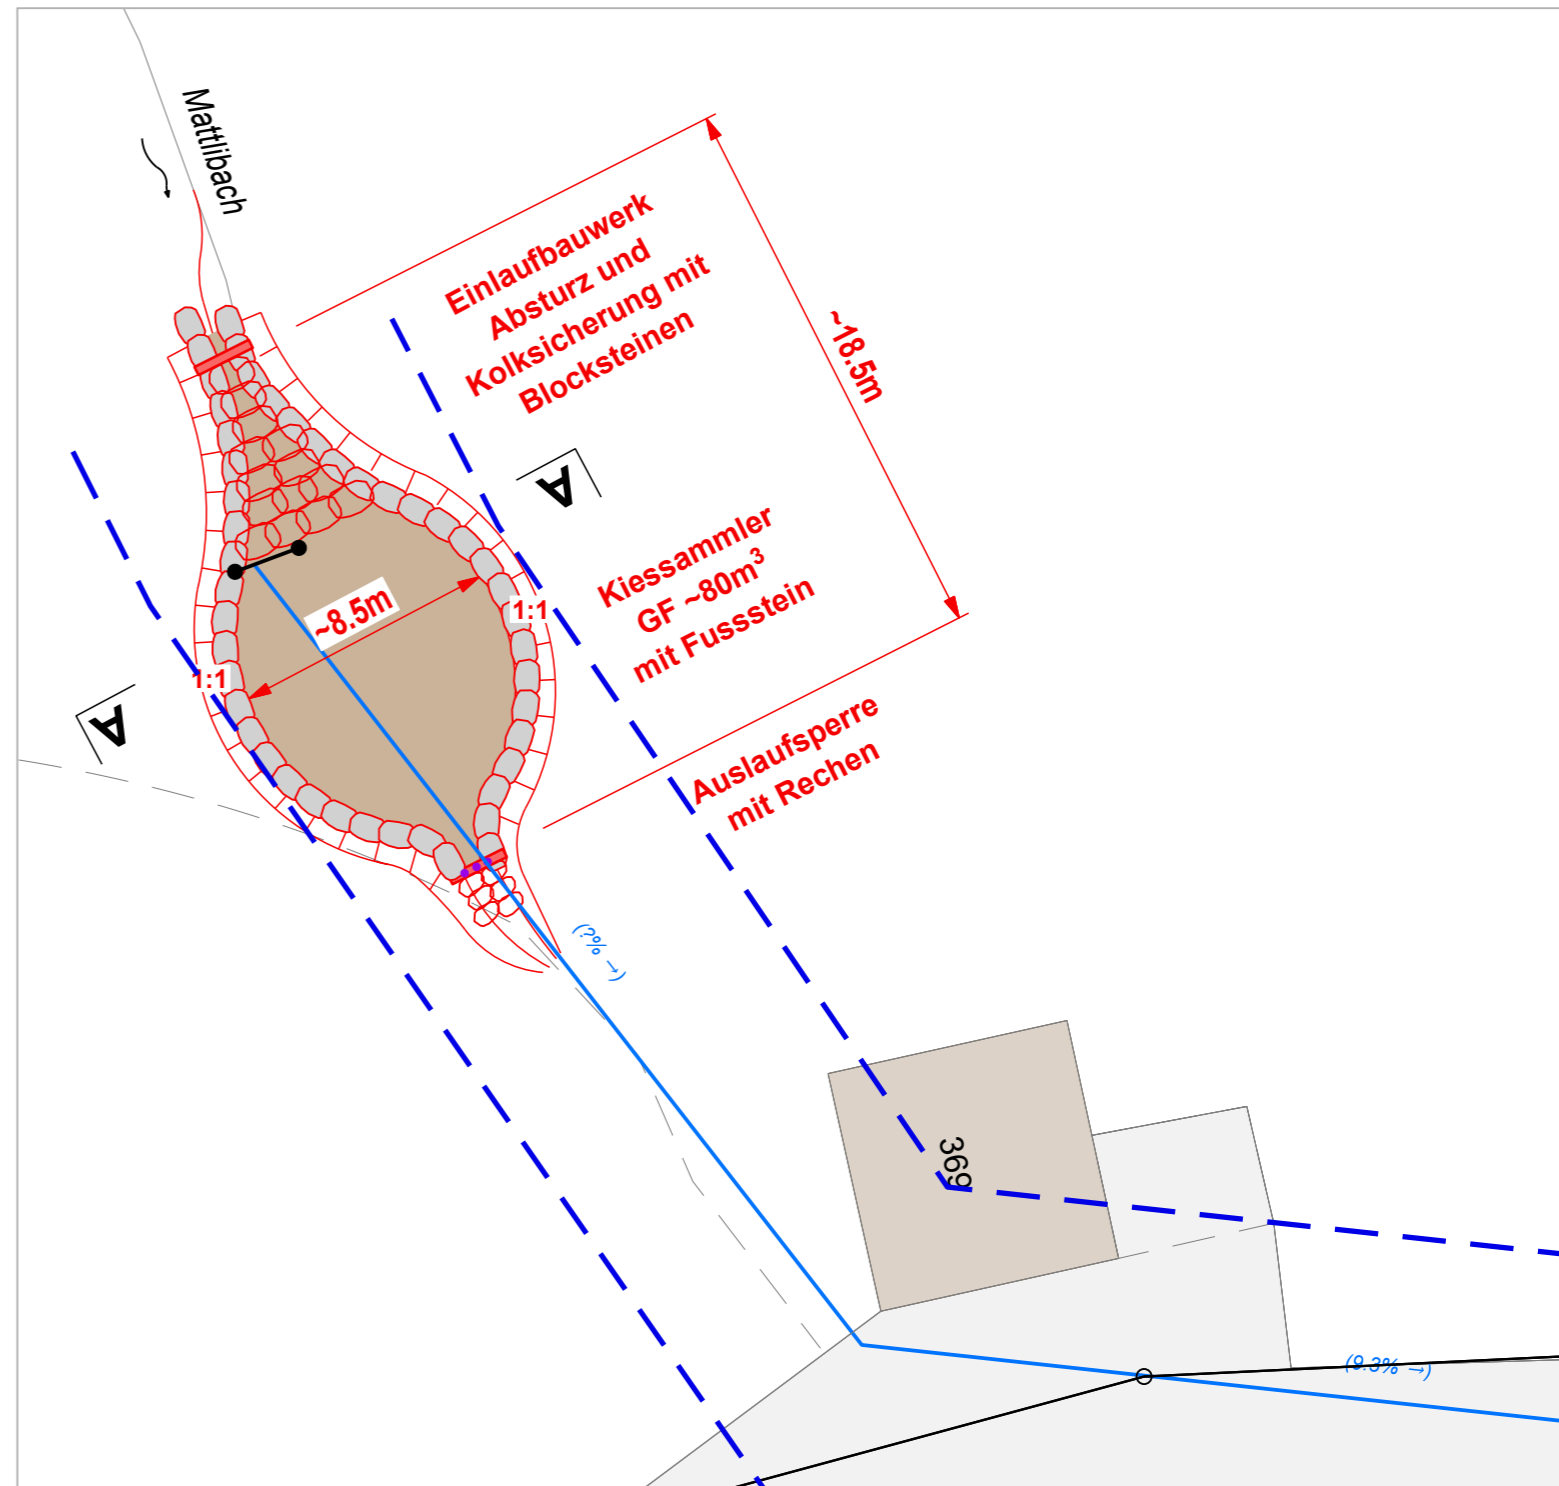 Mattlibach
Einlaufbauwerk
Absturz und
Kolksicherung mit
Blocksteinen
~18.5m
A
Kiessammler
GF ~80m³
mit Fussstein
~8.5m
1:1
1:1
A
Auslaufsperre
mit Rechen
(?% →)
369
(9.3% →)